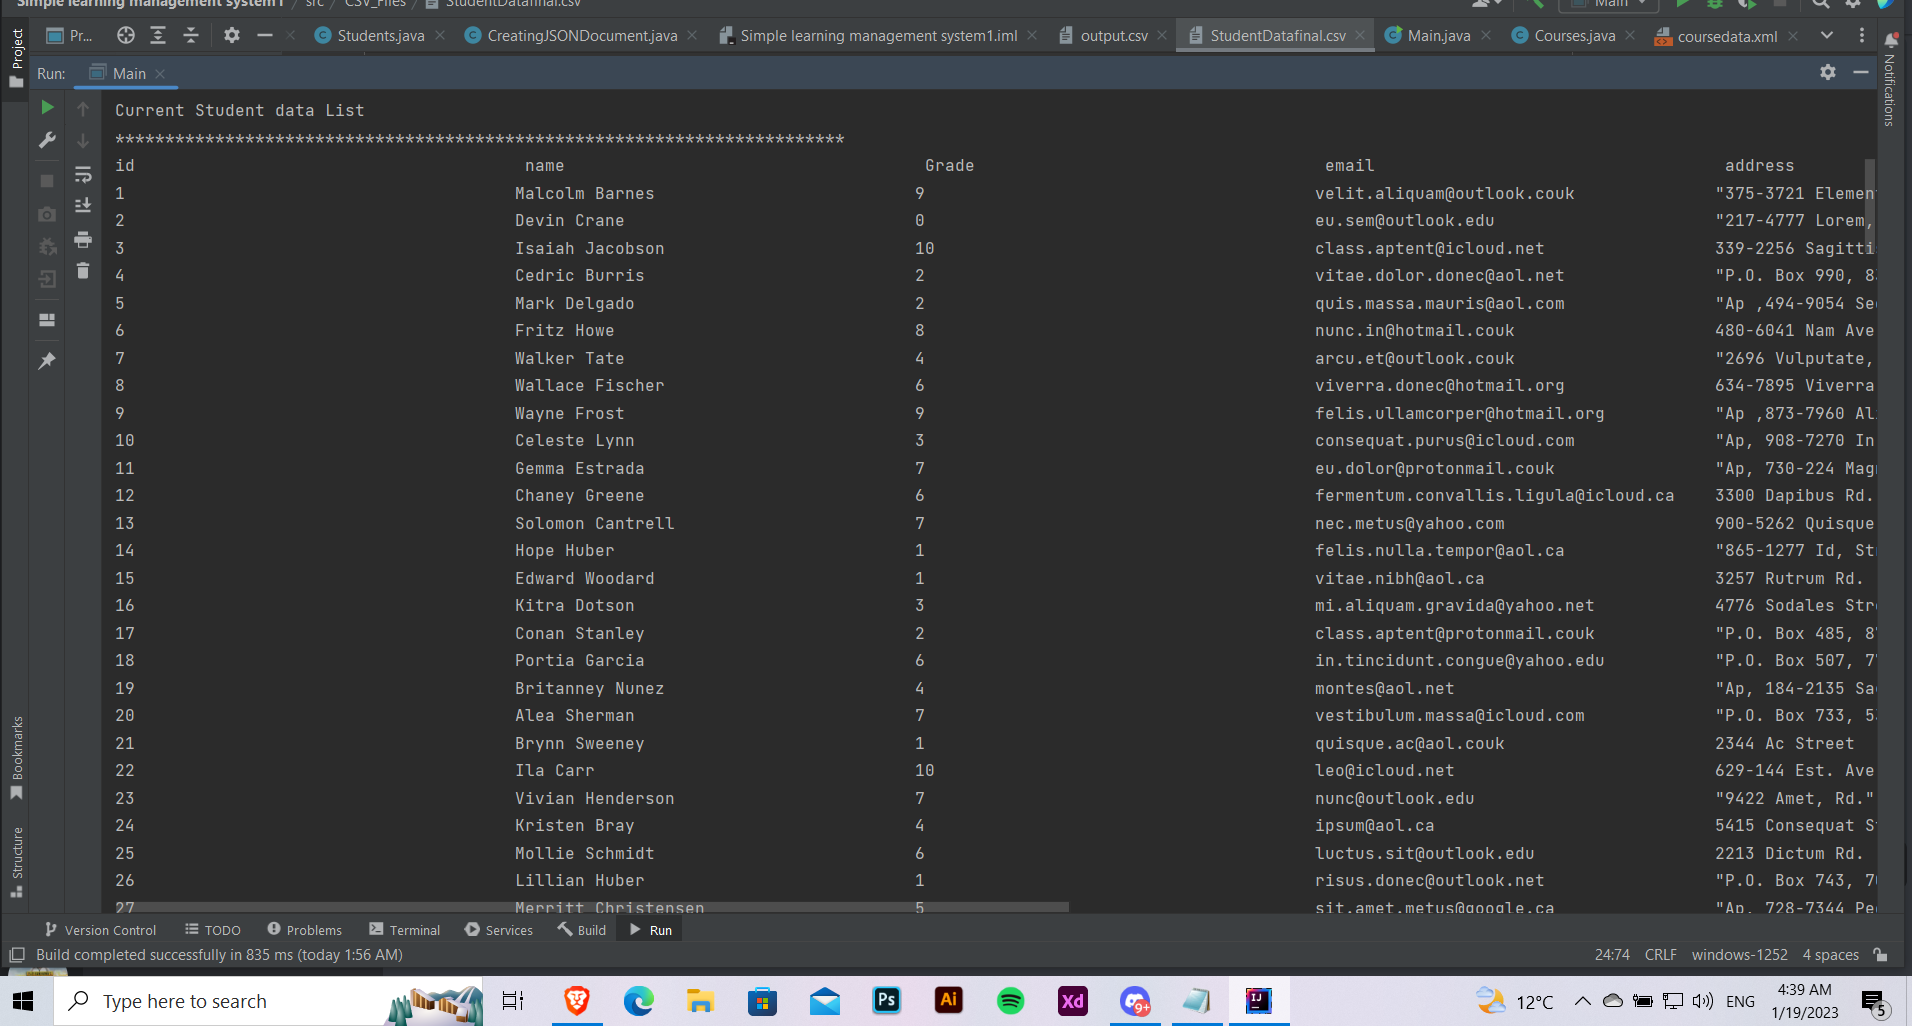 Simple learning management system1 / src / CSV_Files / StudentDatafinal.csv
Main
Pr...
Students.java
CreatingJSONDocument.java
Simple learning management system1.iml
output.csv
StudentDatafinal.csv
Main.java
Courses.java
coursedata.xml
Project
Notifications
Run: Main
Current Student data List
*************************************************************************
id name Grade email address
1 Malcolm Barnes 9 velit.aliquam@outlook.couk "375-3721 Elemen
2 Devin Crane 0 eu.sem@outlook.edu "217-4777 Lorem,
3 Isaiah Jacobson 10 class.aptent@icloud.net 339-2256 Sagitti
4 Cedric Burris 2 vitae.dolor.donec@aol.net "P.O. Box 990, 8
5 Mark Delgado 2 quis.massa.mauris@aol.com "Ap ,494-9054 Se
6 Fritz Howe 8 nunc.in@hotmail.couk 480-6041 Nam Ave
7 Walker Tate 4 arcu.et@outlook.couk "2696 Vulputate,
8 Wallace Fischer 6 viverra.donec@hotmail.org 634-7895 Viverra
9 Wayne Frost 9 felis.ullamcorper@hotmail.org "Ap ,873-7960 Al
10 Celeste Lynn 3 consequat.purus@icloud.com "Ap, 908-7270 In
11 Gemma Estrada 7 eu.dolor@protonmail.couk "Ap, 730-224 Mag
12 Chaney Greene 6 fermentum.convallis.ligula@icloud.ca 3300 Dapibus Rd.
13 Solomon Cantrell 7 nec.metus@yahoo.com 900-5262 Quisque
14 Hope Huber 1 felis.nulla.tempor@aol.ca "865-1277 Id, St
15 Edward Woodard 1 vitae.nibh@aol.ca 3257 Rutrum Rd.
16 Kitra Dotson 3 mi.aliquam.gravida@yahoo.net 4776 Sodales Str
17 Conan Stanley 2 class.aptent@protonmail.couk "P.O. Box 485, 8
18 Portia Garcia 6 in.tincidunt.congue@yahoo.edu "P.O. Box 507, 7
19 Britanney Nunez 4 montes@aol.net "Ap, 184-2135 Sa
20 Alea Sherman 7 vestibulum.massa@icloud.com "P.O. Box 733, 5
21 Brynn Sweeney 1 quisque.ac@aol.couk 2344 Ac Street
22 Ila Carr 10 leo@icloud.net 629-144 Est. Ave
23 Vivian Henderson 7 nunc@outlook.edu "9422 Amet, Rd."
24 Kristen Bray 4 ipsum@aol.ca 5415 Consequat S
25 Mollie Schmidt 6 luctus.sit@outlook.edu 2213 Dictum Rd.
26 Lillian Huber 1 risus.donec@outlook.net "P.O. Box 743, 7
27 Merritt Christensen 5 sit.amet.metus@google.ca "Ap, 728-7344 Pe
Bookmarks
Structure
Version Control TODO Problems Terminal Services Build Run
Build completed successfully in 835 ms (today 1:56 AM) 24:74 CRLF windows-1252 4 spaces
Type here to search
Ps
Ai
Xd
9+
IJ
12°C
ENG
4:39 AM
1/19/2023
5